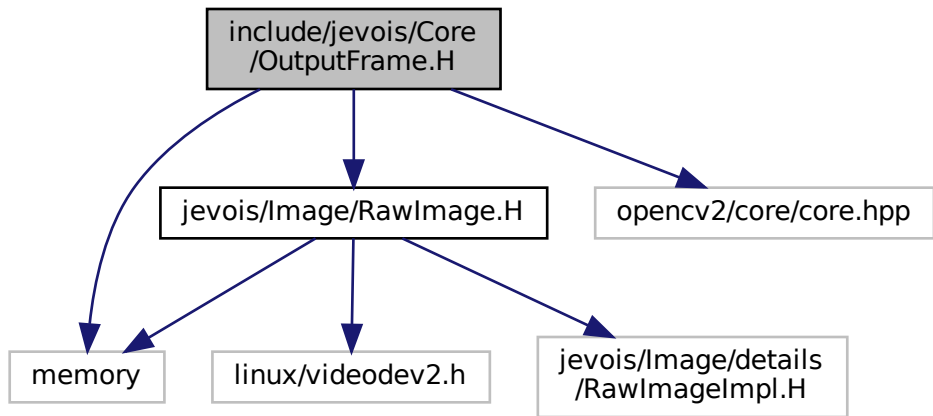 include/jevois/Core
/OutputFrame.H
jevois/Image/RawImage.H
opencv2/core/core.hpp
memory
linux/videodev2.h
jevois/Image/details
/RawImageImpl.H